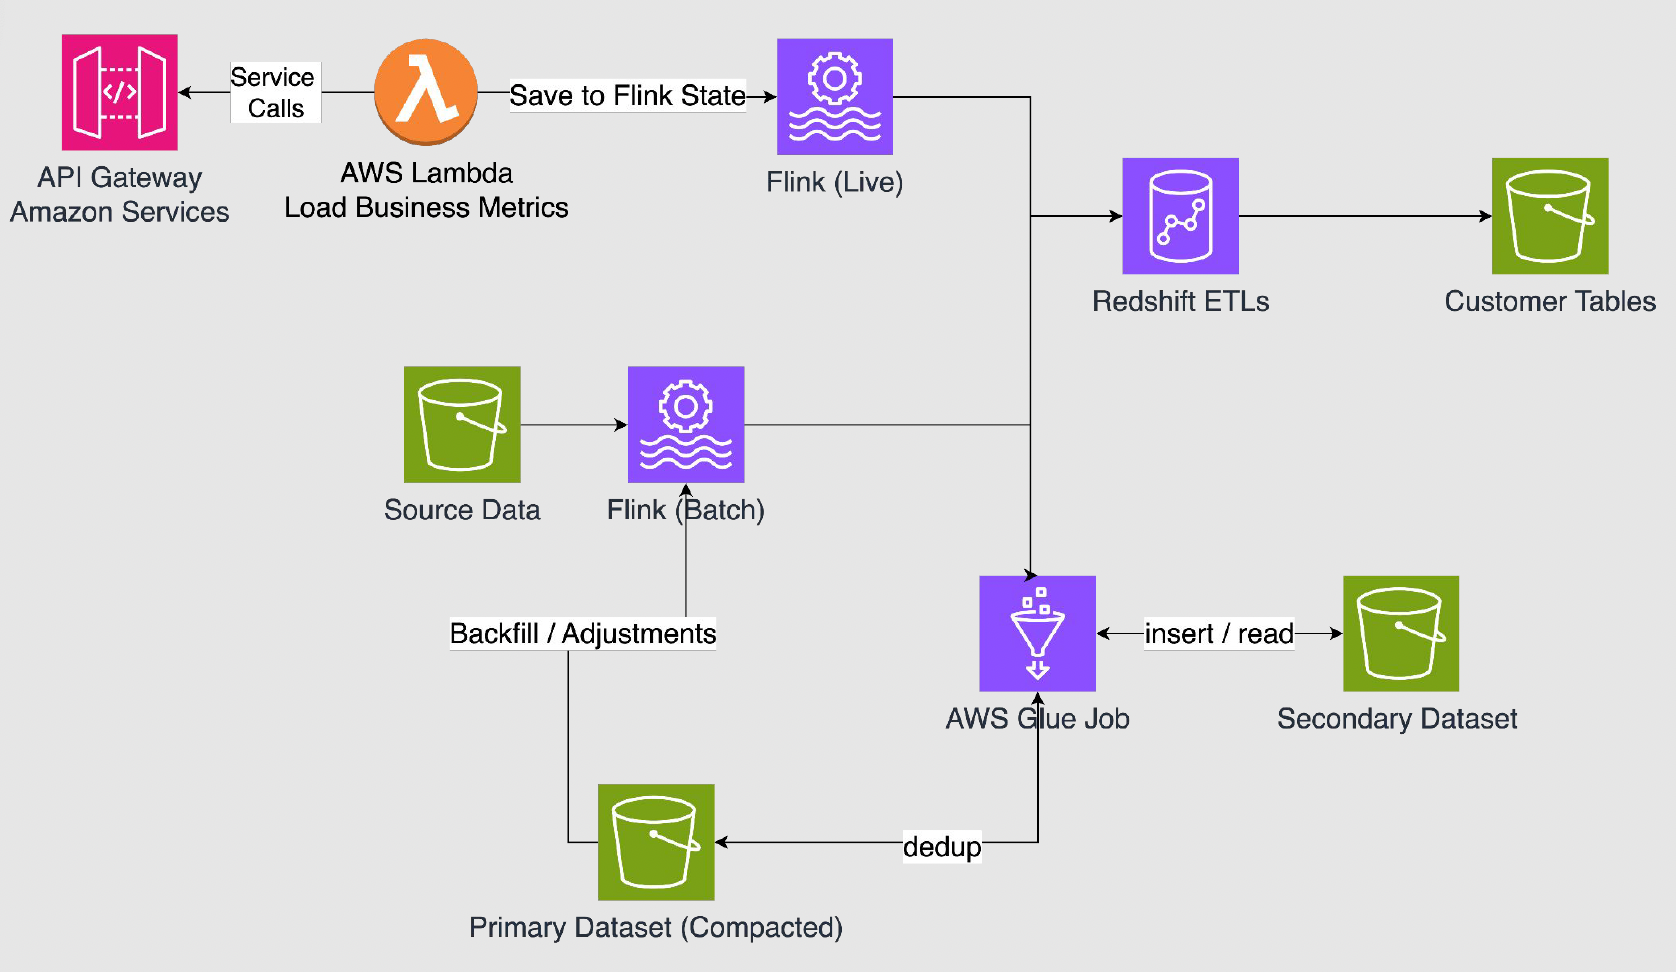 Service
Calls
Save to Flink State
API Gateway
Amazon Services
AWS Lambda
Load Business Metrics
Flink (Live)
Redshift ETLs
Customer Tables
Source Data
Flink (Batch)
Backfill / Adjustments
insert / read
AWS Glue Job
Secondary Dataset
dedup
Primary Dataset (Compacted)